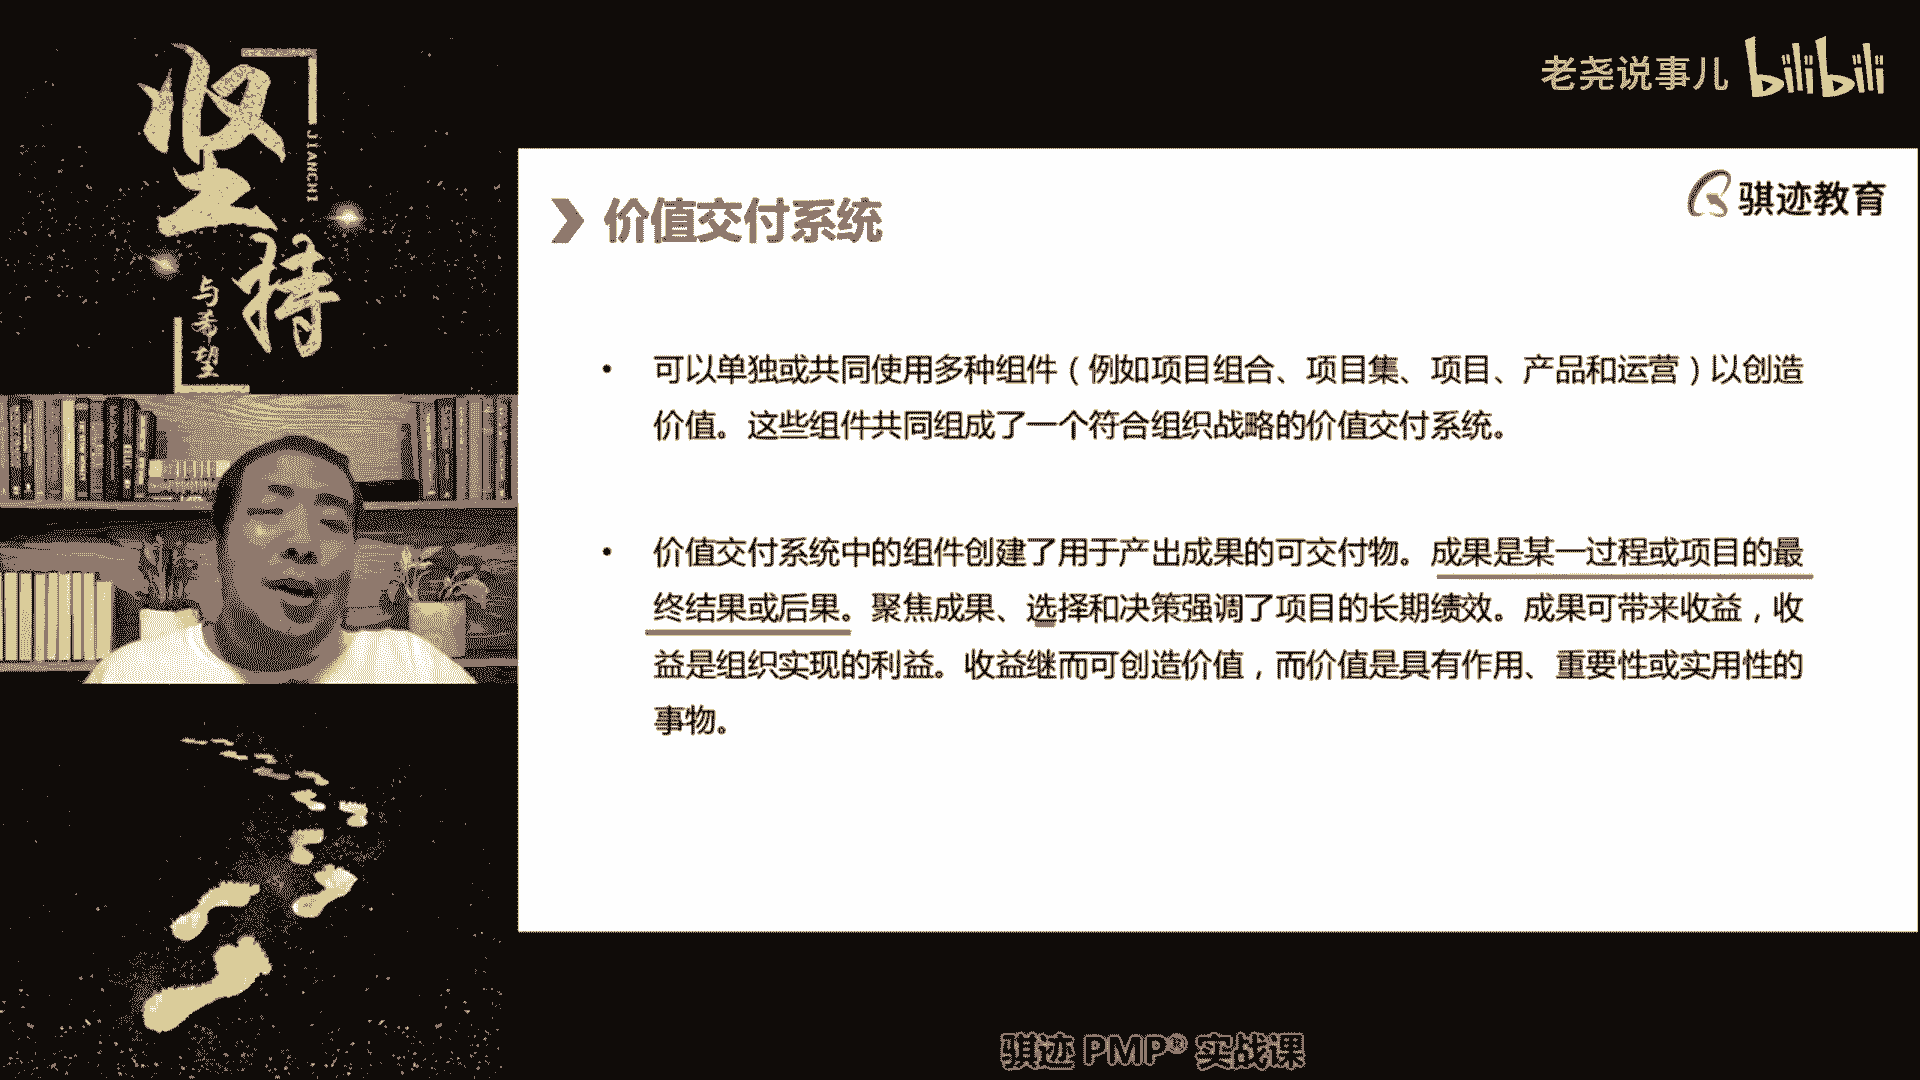 坚持
JIANCHI
与希望
老尧说事儿 bilibili
骐迹教育
价值交付系统
• 可以单独或共同使用多种组件（例如项目组合、项目集、项目、产品和运营）以创造
价值。这些组件共同组成了一个符合组织战略的价值交付系统。
• 价值交付系统中的组件创建了用于产出成果的可交付物。成果是某一过程或项目的最
终结果或后果。聚焦成果、选择和决策强调了项目的长期绩效。成果可带来收益，收
益是组织实现的利益。收益继而可创造价值，而价值是具有作用、重要性或实用性的
事物。
骐迹 PMP® 实战课